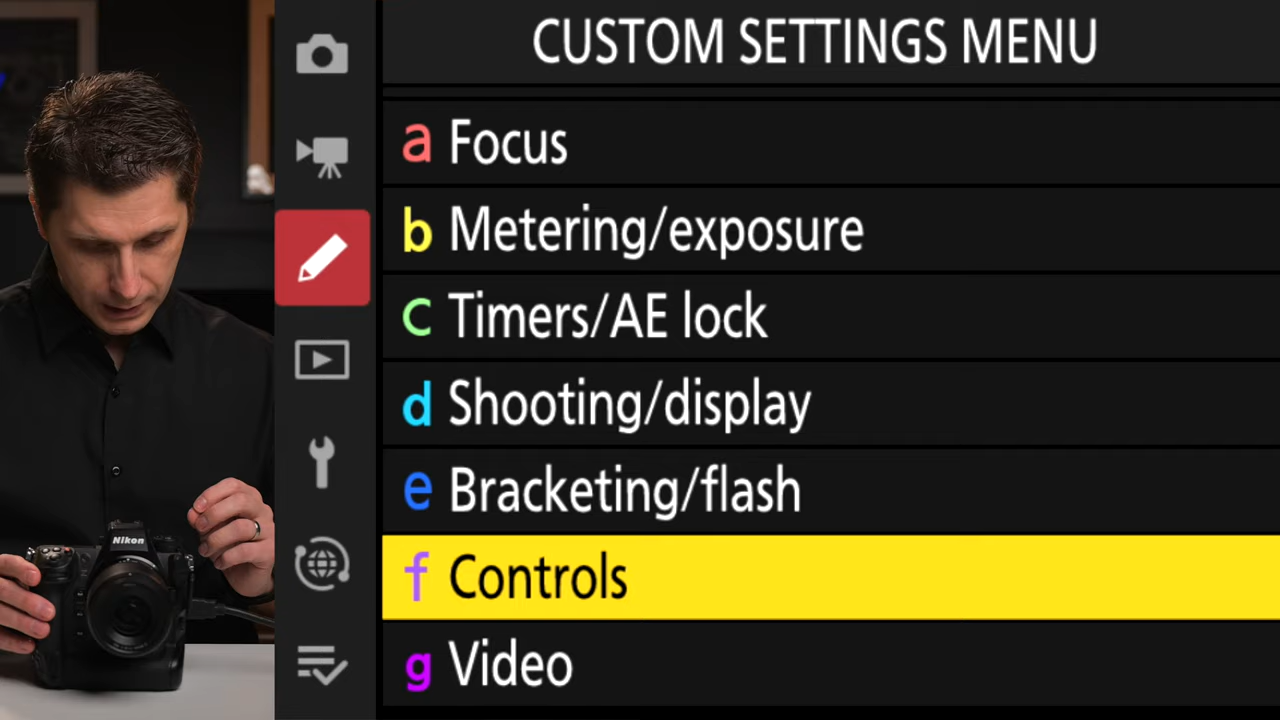 CUSTOM SETTINGS MENU
a Focus
b Metering/exposure
c Timers/AE lock
d Shooting/display
e Bracketing/flash
f Controls
g Video
Nikon